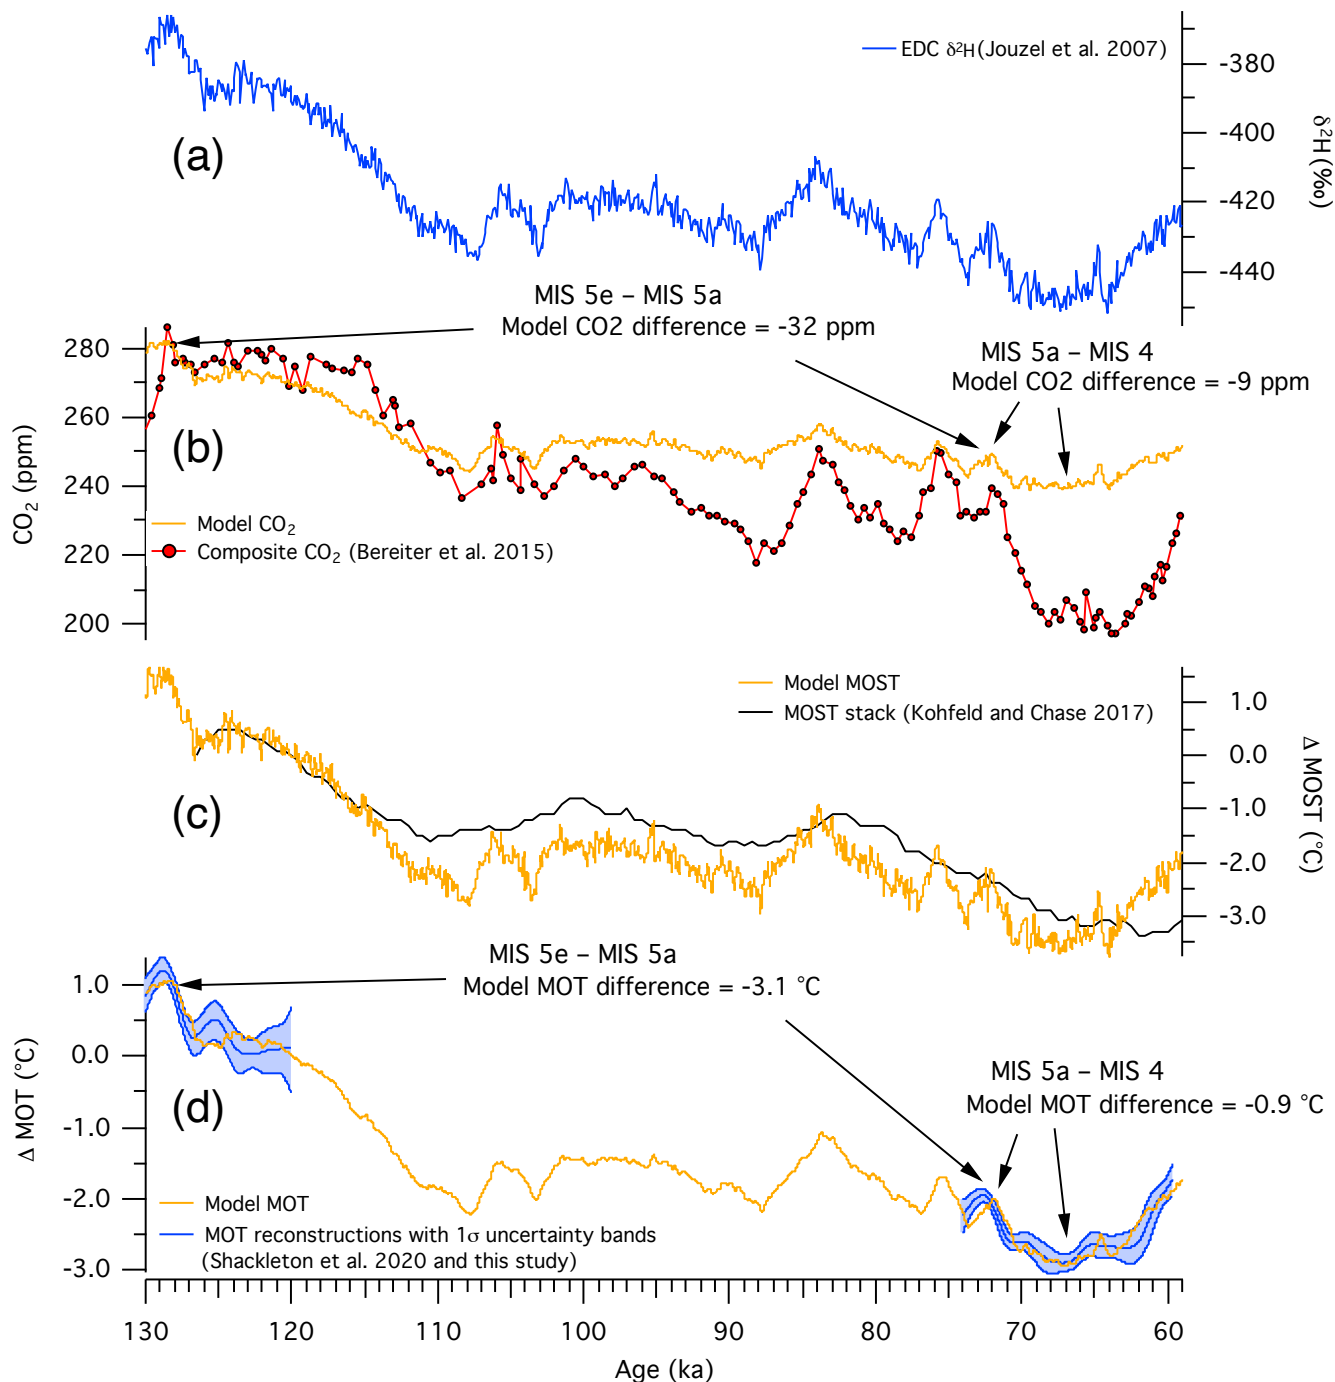 EDC δ²H (Jouzel et al. 2007)
-380
-400
-420
-440
δ²H (‰)
(a)
MIS 5e – MIS 5a
Model CO2 difference = -32 ppm
MIS 5a – MIS 4
Model CO2 difference = -9 ppm
280
260
240
220
200
CO₂ (ppm)
(b)
Model CO₂
Composite CO₂ (Bereiter et al. 2015)
Model MOST
MOST stack (Kohfeld and Chase 2017)
1.0
0.0
-1.0
-2.0
-3.0
Δ MOST (°C)
(c)
MIS 5e – MIS 5a
Model MOT difference = -3.1 °C
MIS 5a – MIS 4
Model MOT difference = -0.9 °C
1.0
0.0
-1.0
-2.0
-3.0
Δ MOT (°C)
(d)
Model MOT
MOT reconstructions with 1σ uncertainty bands
(Shackleton et al. 2020 and this study)
130 120 110 100 90 80 70 60
Age (ka)